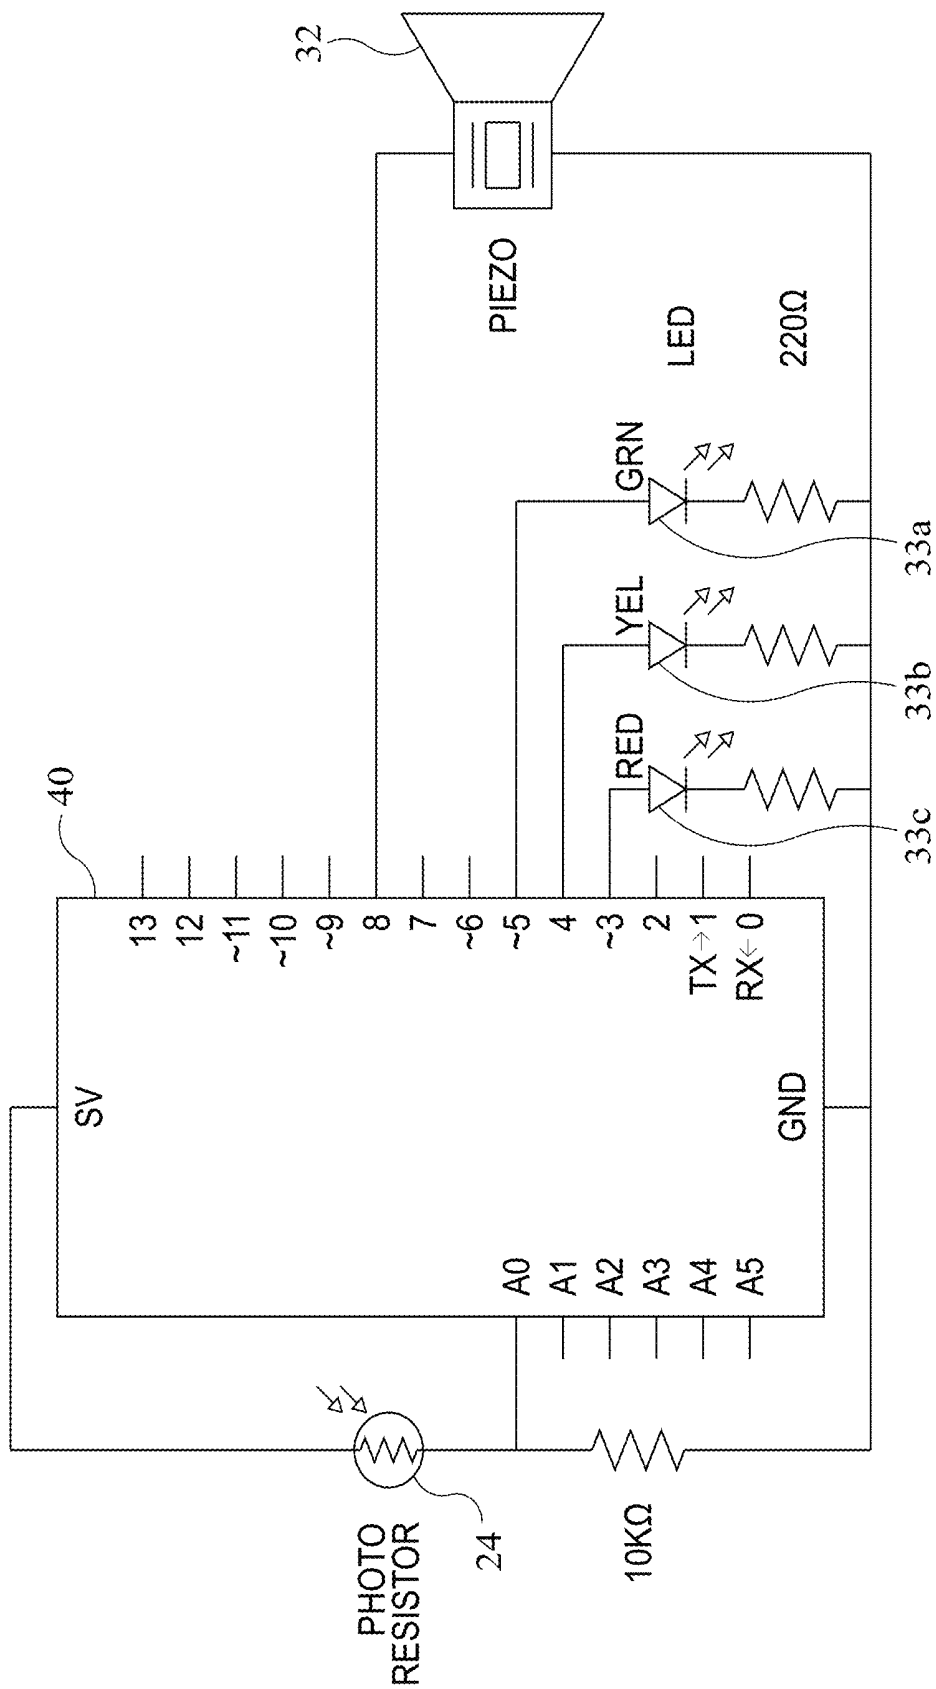 32
PIEZO
LED
220Ω
GRN
YEL
RED
33a
33b
33c
40
13
12
~11
~10
~9
8
7
~6
~5
4
~3
2
TX→1
RX←0
SV
GND
A0
A1
A2
A3
A4
A5
24
PHOTO
RESISTOR
10KΩ